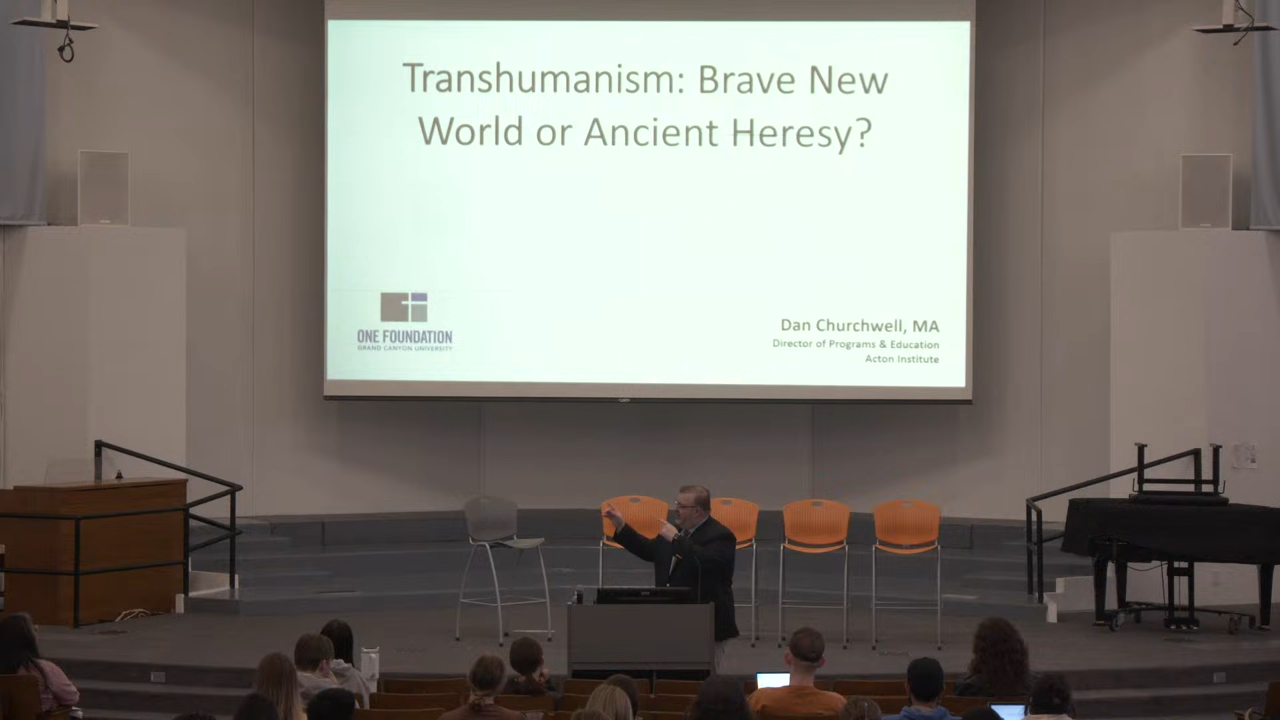 Transhumanism: Brave New
World or Ancient Heresy?
ONE FOUNDATION
GRAND CANYON UNIVERSITY
Dan Churchwell, MA
Director of Programs & Education
Acton Institute